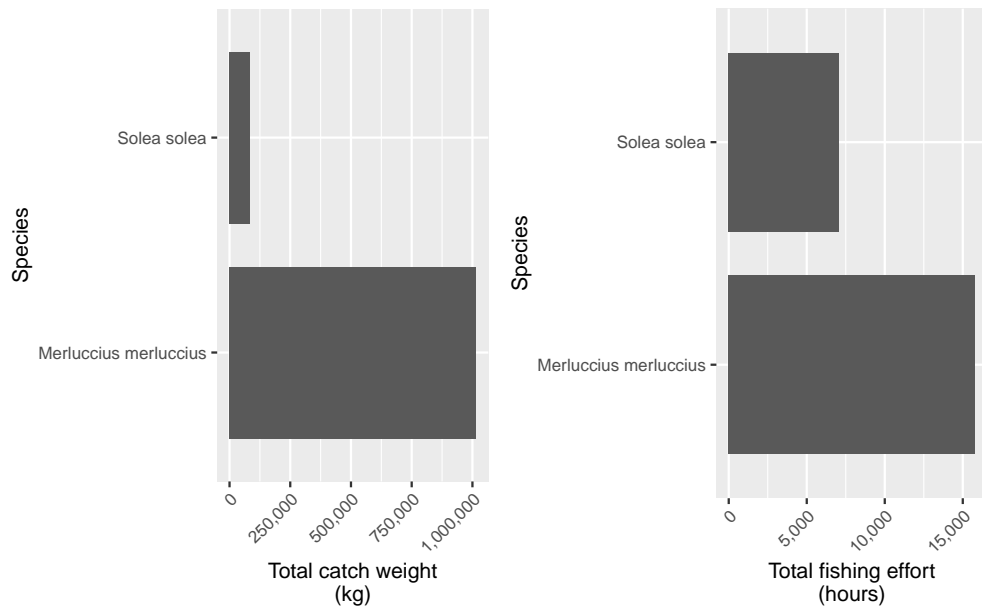 Species
Solea solea
Merluccius merluccius
0
250,000
500,000
750,000
1,000,000
Total catch weight
(kg)
Species
Solea solea
Merluccius merluccius
0
5,000
10,000
15,000
Total fishing effort
(hours)